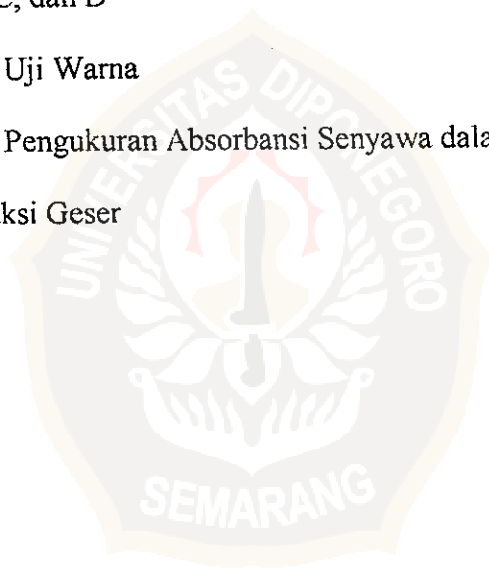 C, dan D
Uji Warna
Pengukuran Absorbansi Senyawa dala
ksi Geser
UNIVERSITAS DIPONEGORO
SEMARANG